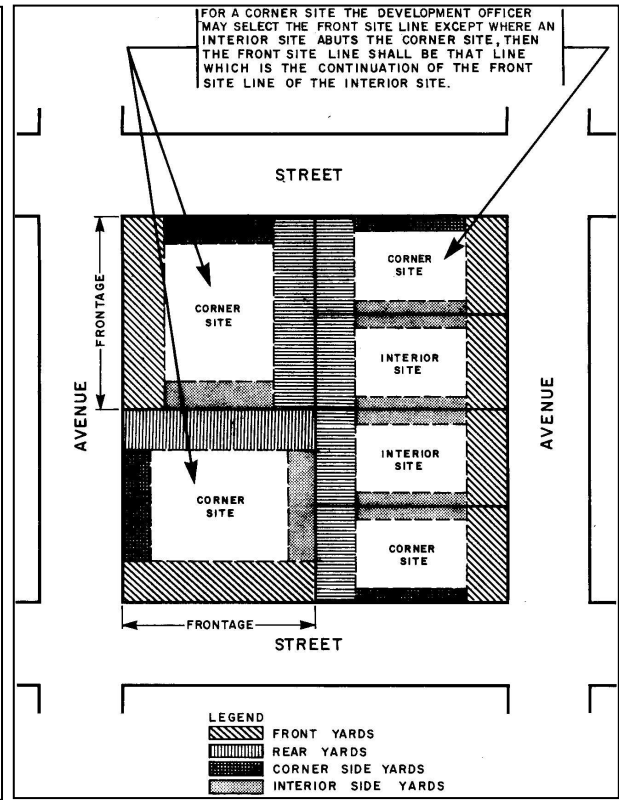 FOR A CORNER SITE THE DEVELOPMENT OFFICER
MAY SELECT THE FRONT SITE LINE EXCEPT WHERE AN
INTERIOR SITE ABUTS THE CORNER SITE, THEN
THE FRONT SITE LINE SHALL BE THAT LINE
WHICH IS THE CONTINUATION OF THE FRONT
SITE LINE OF THE INTERIOR SITE.
STREET
CORNER
SITE
CORNER
SITE
FRONTAGE
INTERIOR
SITE
AVENUE
AVENUE
INTERIOR
SITE
CORNER
SITE
CORNER
SITE
FRONTAGE
STREET
LEGEND
FRONT YARDS
REAR YARDS
CORNER SIDE YARDS
INTERIOR SIDE YARDS